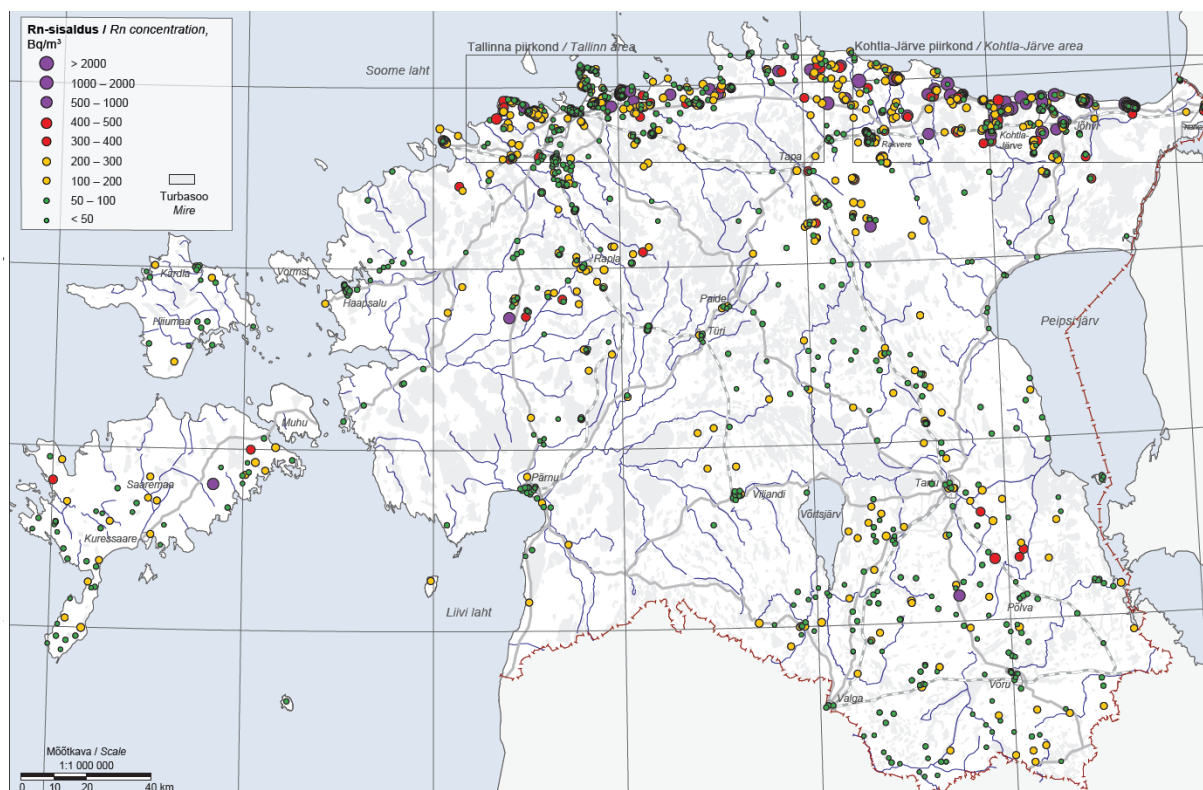 Rn-sisaldus / Rn concentration,
Bq/m³
> 2000
1000 – 2000
500 – 1000
400 – 500
300 – 400
200 – 300
100 – 200
50 – 100
< 50
Turbasoo
Mire
Tallinna piirkond / Tallinn area
Kohtla-Järve piirkond / Kohtla-Järve area
Soome laht
Jõhvi
Kohtla-
Järve
Rakvere
Tapa
Kärdla
Vormsi
Rapla
Haapsalu
Paide
Hiiumaa
Peipsi järv
Türi
Muhu
Saaremaa
Pärnu
Viljandi
Tartu
Võrtsjärv
Kuressaare
Liivi laht
Põlva
Võru
Valga
Mõõtkava / Scale
1:1 000 000
0 10 20 40 km